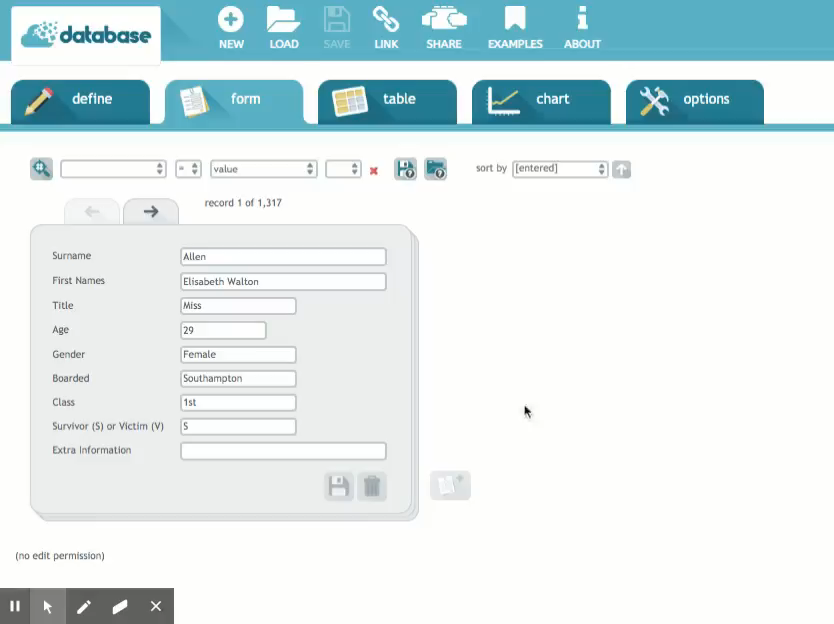 database
NEW LOAD SAVE LINK SHARE EXAMPLES ABOUT
define form table chart options
= value sort by [entered]
record 1 of 1,317
Surname Allen
First Names Elisabeth Walton
Title Miss
Age 29
Gender Female
Boarded Southampton
Class 1st
Survivor (S) or Victim (V) S
Extra Information
(no edit permission)